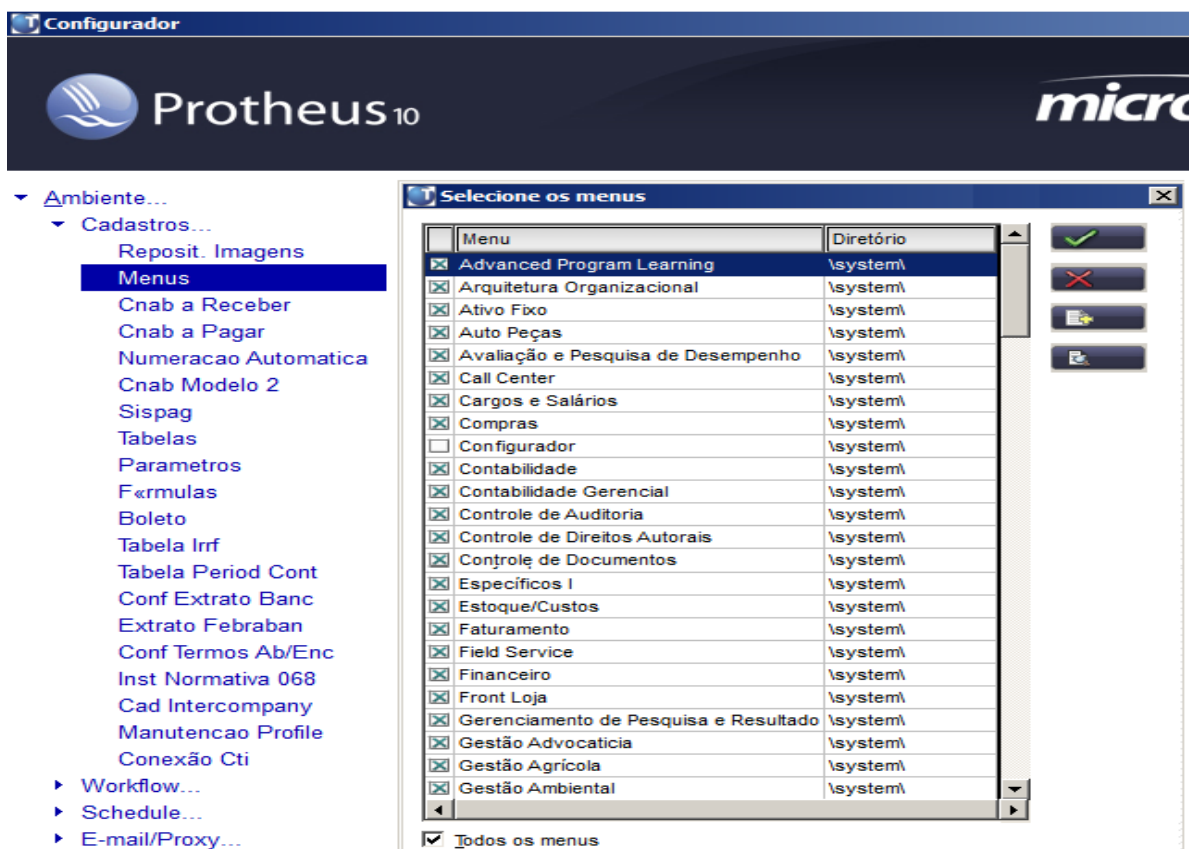 Configurador
Protheus 10
micro
Ambiente...
Cadastros...
Reposit. Imagens
Menus
Cnab a Receber
Cnab a Pagar
Numeracao Automatica
Cnab Modelo 2
Sispag
Tabelas
Parametros
F«rmulas
Boleto
Tabela Irrf
Tabela Period Cont
Conf Extrato Banc
Extrato Febraban
Conf Termos Ab/Enc
Inst Normativa 068
Cad Intercompany
Manutencao Profile
Conexão Cti
Workflow...
Schedule...
E-mail/Proxy...
Selecione os menus
Menu Diretório
Advanced Program Learning \system\
Arquitetura Organizacional \system\
Ativo Fixo \system\
Auto Peças \system\
Avaliação e Pesquisa de Desempenho \system\
Call Center \system\
Cargos e Salários \system\
Compras \system\
Configurador \system\
Contabilidade \system\
Contabilidade Gerencial \system\
Controle de Auditoria \system\
Controle de Direitos Autorais \system\
Controle de Documentos \system\
Específicos I \system\
Estoque/Custos \system\
Faturamento \system\
Field Service \system\
Financeiro \system\
Front Loja \system\
Gerenciamento de Pesquisa e Resultado \system\
Gestão Advocaticia \system\
Gestão Agrícola \system\
Gestão Ambiental \system\
Todos os menus